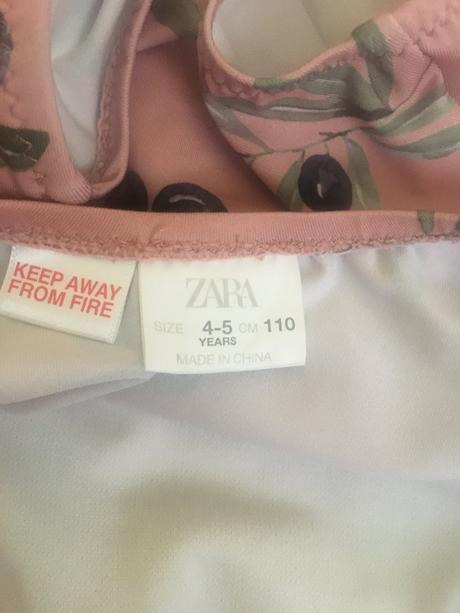 KEEP AWAY
FROM FIRE
ZARA
SIZE 4-5 CM 110
YEARS
MADE IN CHINA